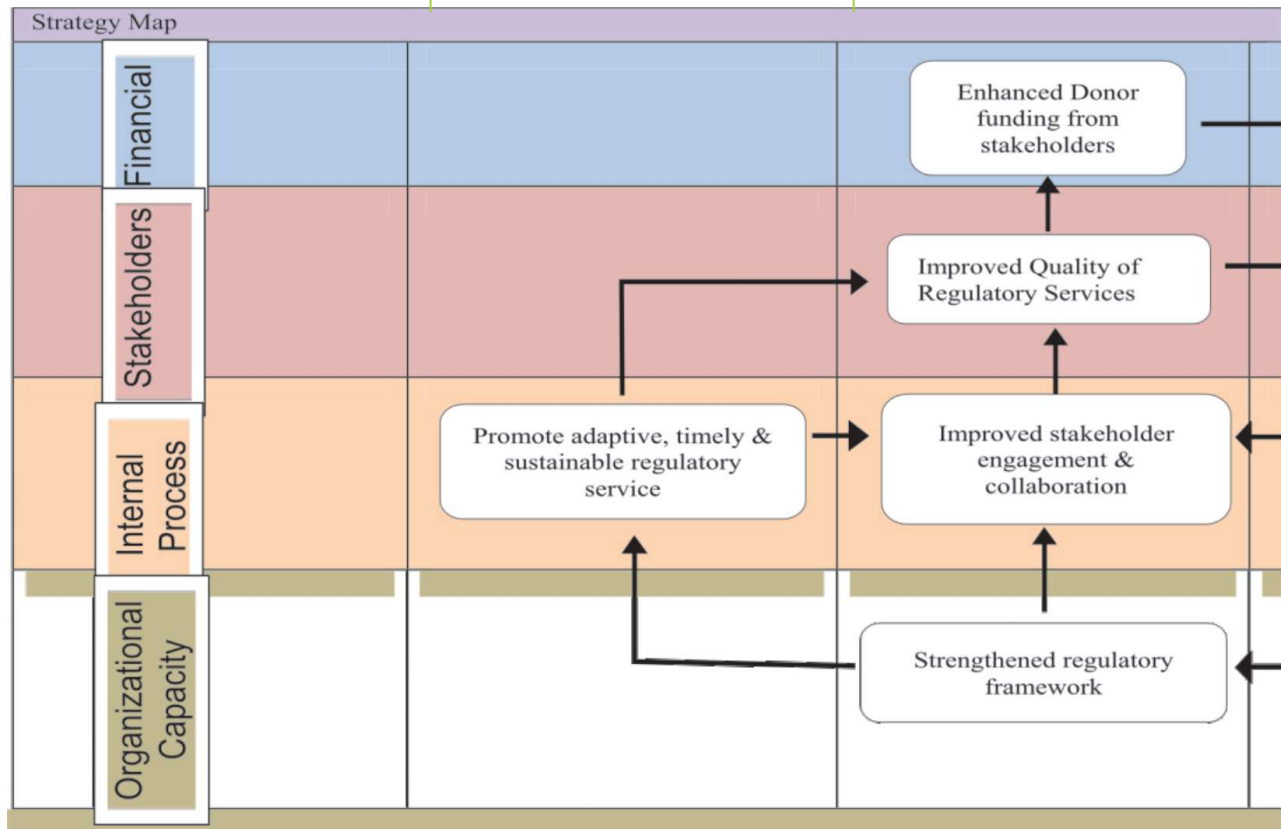 Strategy Map
Financial
Enhanced Donor
funding from
stakeholders
Stakeholders
Improved Quality of
Regulatory Services
Internal
Process
Promote adaptive, timely &
sustainable regulatory
service
Improved stakeholder
engagement &
collaboration
Organizational
Capacity
Strengthened regulatory
framework